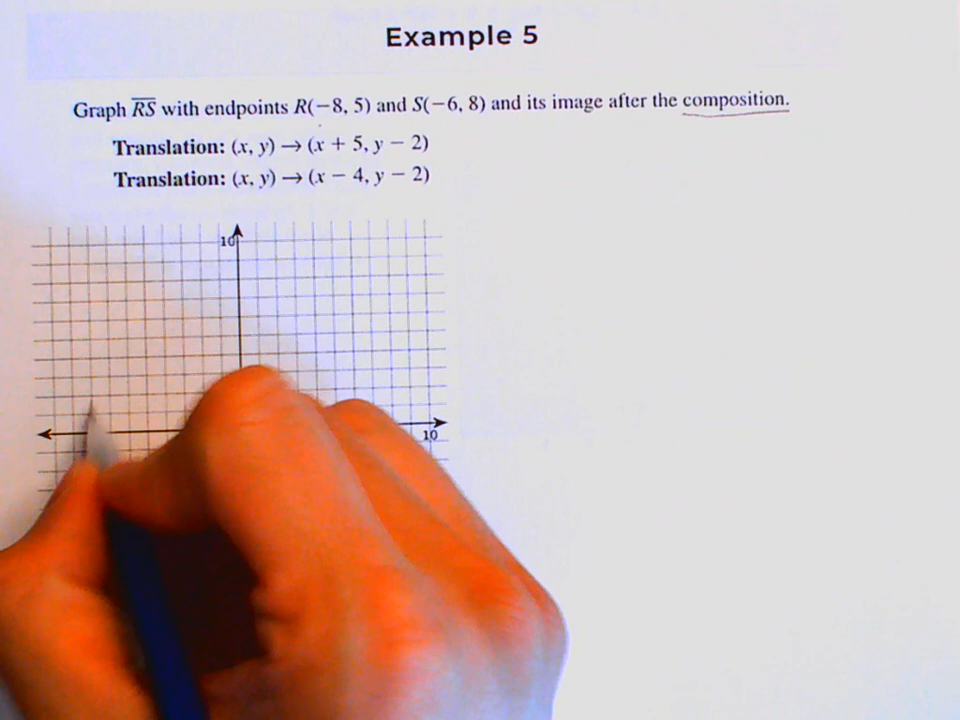 Example 5
Graph RS with endpoints R(−8, 5) and S(−6, 8) and its image after the composition.
Translation: (x, y) → (x + 5, y − 2)
Translation: (x, y) → (x − 4, y − 2)
10
10